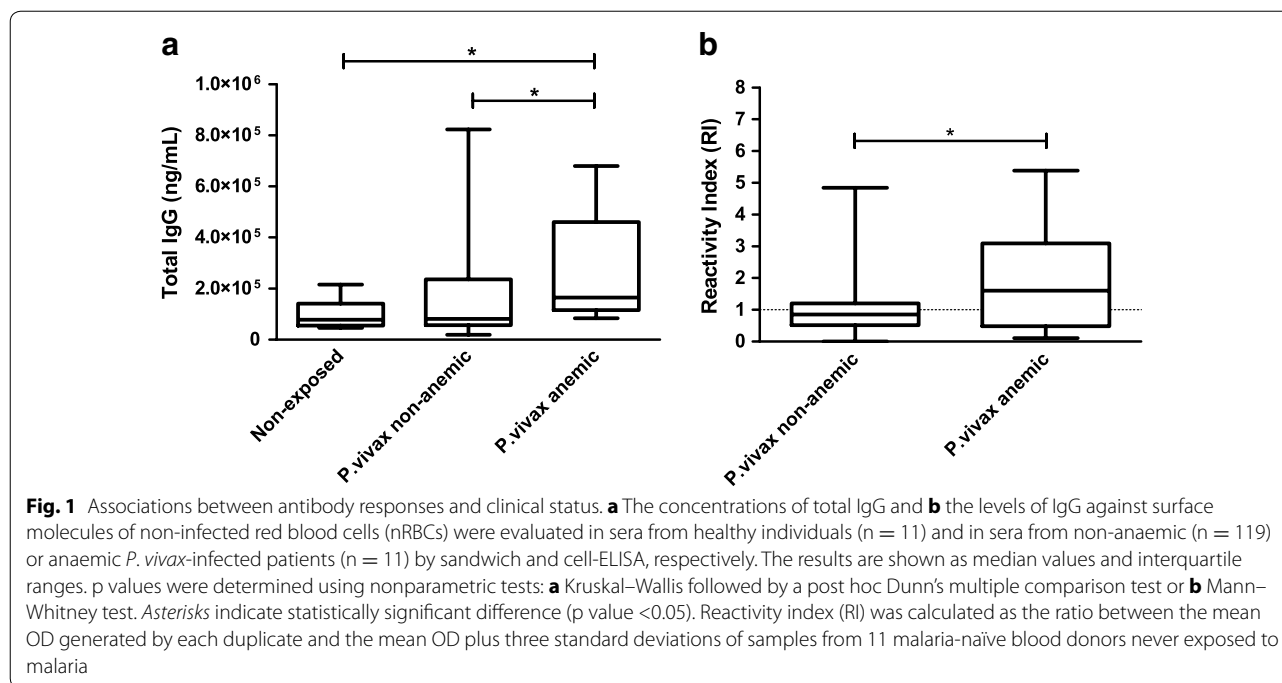 a
b
*
*
1.0×10⁶
8.0×10⁵
6.0×10⁵
4.0×10⁵
2.0×10⁵
0
Total IgG (ng/mL)
Non-exposed
P.vivax non-anemic
P.vivax anemic
*
8
7
6
5
4
3
2
1
0
Reactivity Index (RI)
P.vivax non-anemic
P.vivax anemic
Fig. 1 Associations between antibody responses and clinical status. a The concentrations of total IgG and b the levels of IgG against surface
molecules of non-infected red blood cells (nRBCs) were evaluated in sera from healthy individuals (n = 11) and in sera from non-anaemic (n = 119)
or anaemic P. vivax-infected patients (n = 11) by sandwich and cell-ELISA, respectively. The results are shown as median values and interquartile
ranges. p values were determined using nonparametric tests: a Kruskal–Wallis followed by a post hoc Dunn's multiple comparison test or b Mann–
Whitney test. Asterisks indicate statistically significant difference (p value <0.05). Reactivity index (RI) was calculated as the ratio between the mean
OD generated by each duplicate and the mean OD plus three standard deviations of samples from 11 malaria-naïve blood donors never exposed to
malaria